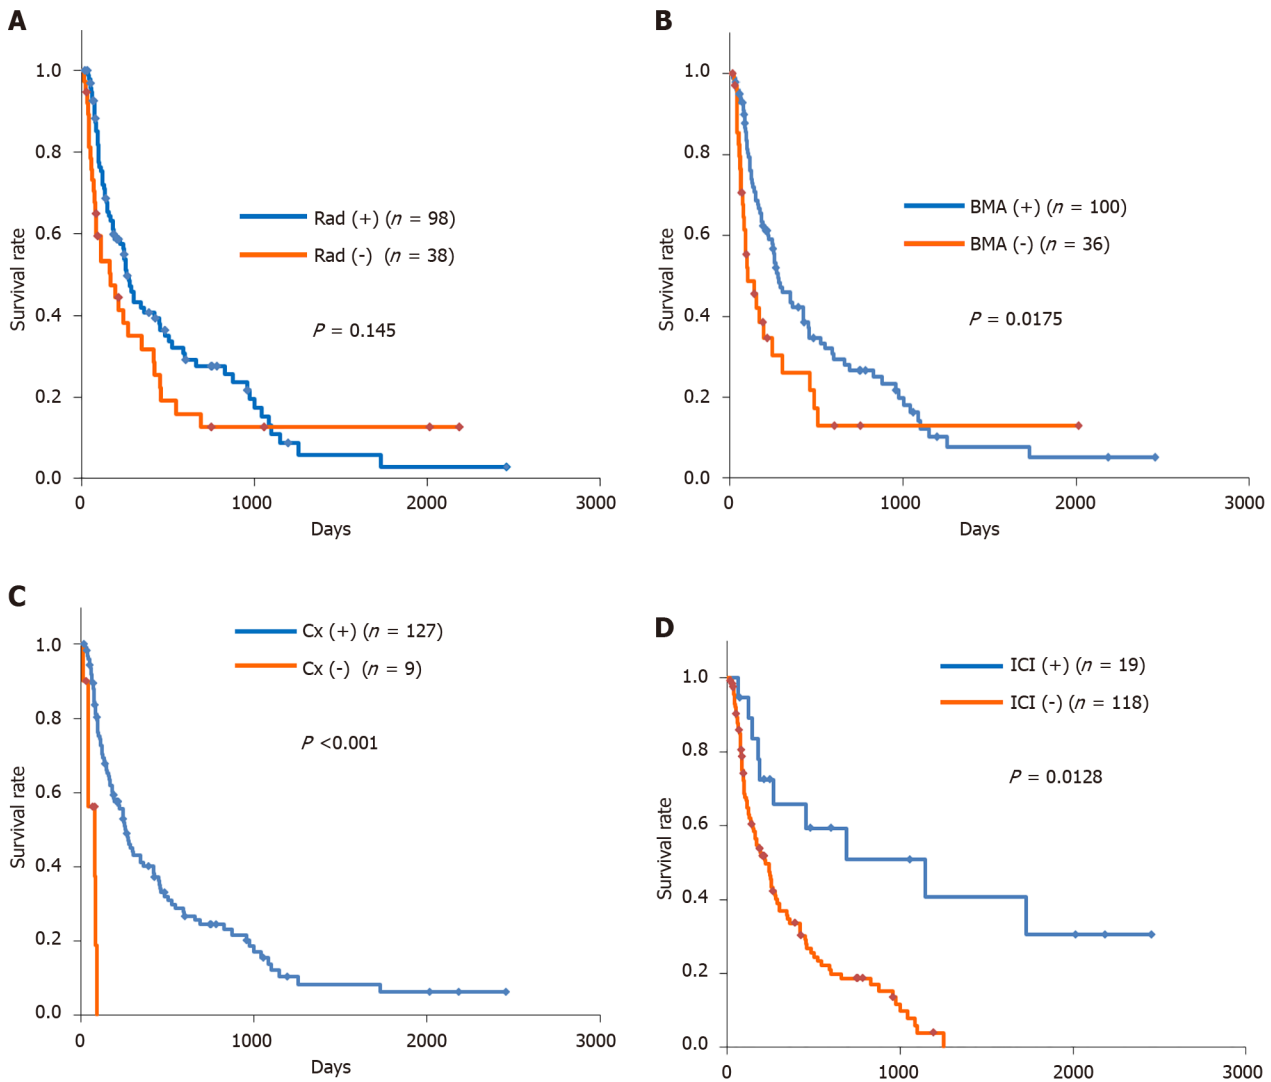 A
1.0
0.8
0.6
0.4
0.2
0.0
Survival rate
Rad (+) (n = 98)
Rad (-) (n = 38)
P = 0.145
0 1000 2000 3000
Days
B
1.0
0.8
0.6
0.4
0.2
0.0
Survival rate
BMA (+) (n = 100)
BMA (-) (n = 36)
P = 0.0175
0 1000 2000 3000
Days
C
1.0
0.8
0.6
0.4
0.2
0.0
Survival rate
Cx (+) (n = 127)
Cx (-) (n = 9)
P <0.001
0 1000 2000 3000
Days
D
1.0
0.8
0.6
0.4
0.2
0.0
Survival rate
ICI (+) (n = 19)
ICI (-) (n = 118)
P = 0.0128
0 1000 2000 3000